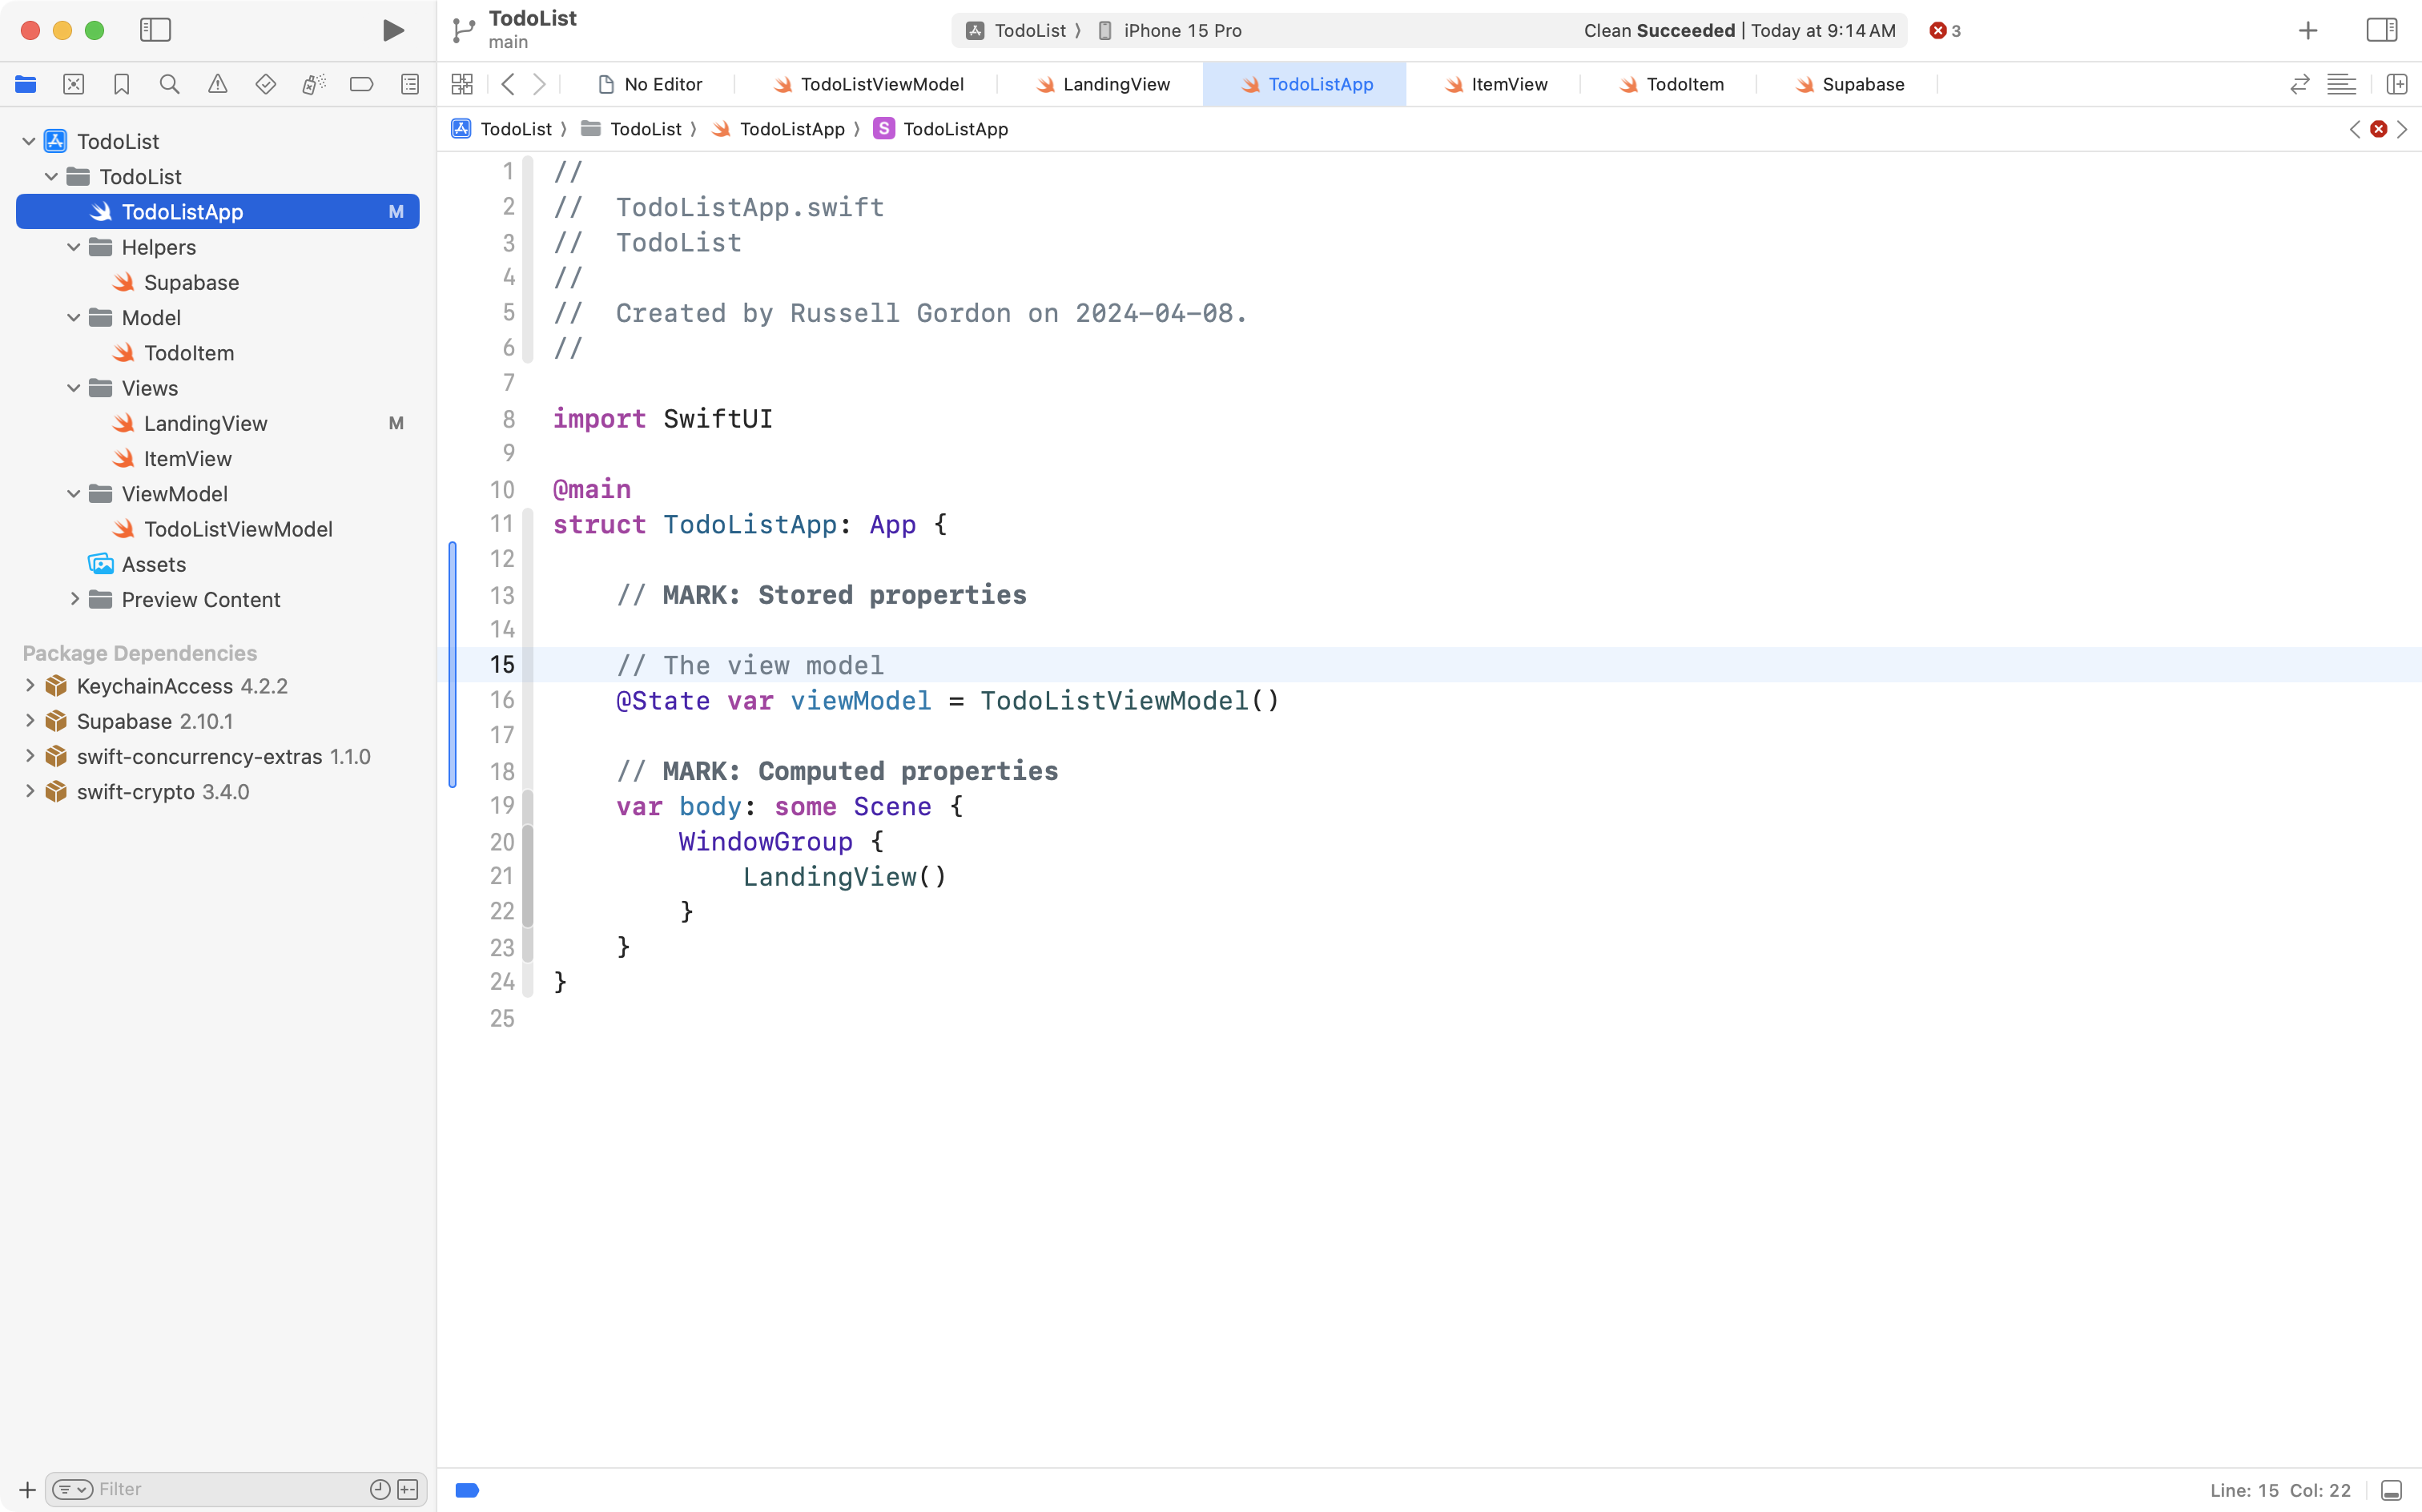 TodoList
main
TodoList 〉 iPhone 15 Pro
Clean Succeeded | Today at 9:14 AM
3
No Editor
TodoListViewModel
LandingView
TodoListApp
ItemView
TodoItem
Supabase
TodoList 〉 TodoList 〉 TodoListApp 〉 S TodoListApp
TodoList
TodoList
TodoListApp M
Helpers
Supabase
Model
TodoItem
Views
LandingView M
ItemView
ViewModel
TodoListViewModel
Assets
Preview Content
Package Dependencies
KeychainAccess 4.2.2
Supabase 2.10.1
swift-concurrency-extras 1.1.0
swift-crypto 3.4.0
Filter
1 //
2 //  TodoListApp.swift
3 //  TodoList
4 //
5 //  Created by Russell Gordon on 2024-04-08.
6 //
7
8 import SwiftUI
9
10 @main
11 struct TodoListApp: App {
12
13     // MARK: Stored properties
14
15     // The view model
16     @State var viewModel = TodoListViewModel()
17
18     // MARK: Computed properties
19     var body: some Scene {
20         WindowGroup {
21             LandingView()
22         }
23     }
24 }
25
Line: 15 Col: 22